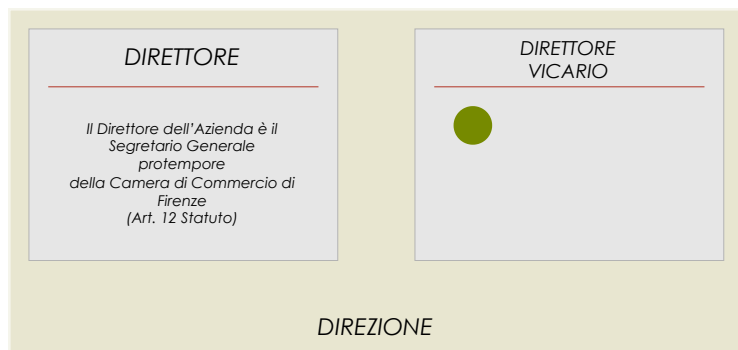 DIRETTORE
Il Direttore dell'Azienda è il
Segretario Generale
protempore
della Camera di Commercio di
Firenze
(Art. 12 Statuto)
DIRETTORE
VICARIO
DIREZIONE